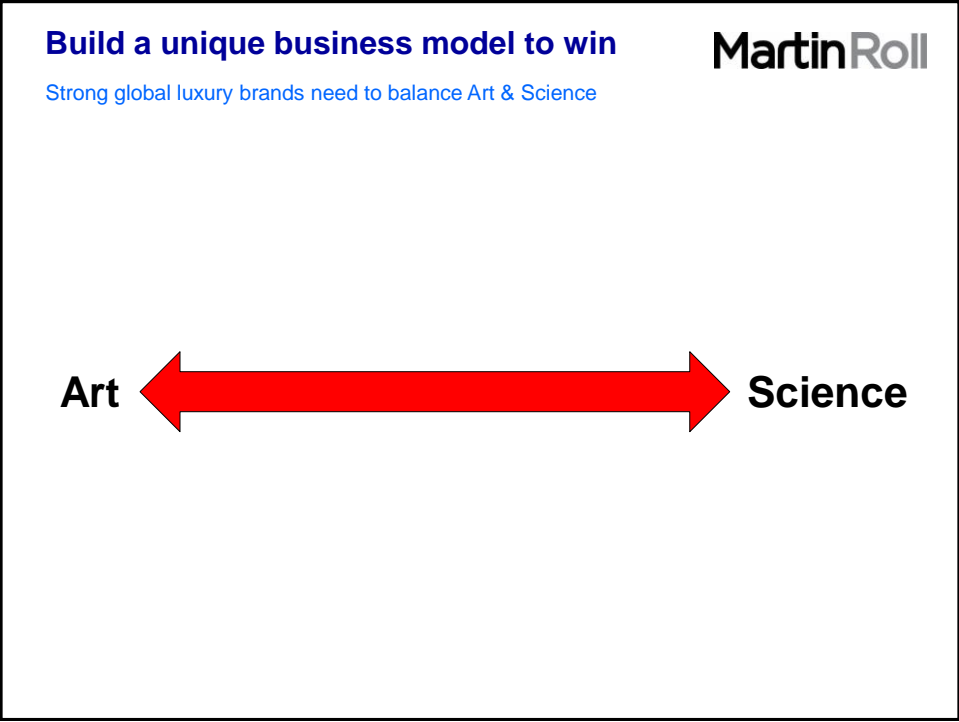 Build a unique business model to win
MartinRoll
Strong global luxury brands need to balance Art & Science
Art
Science